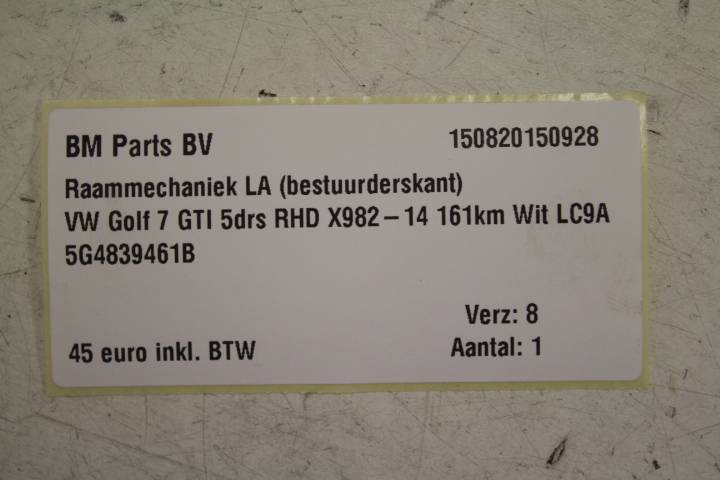 BM Parts BV 150820150928
Raammechaniek LA (bestuurderskant)
VW Golf 7 GTI 5drs RHD X982-14 161km Wit LC9A
5G4839461B
Verz: 8
45 euro inkl. BTW Aantal: 1